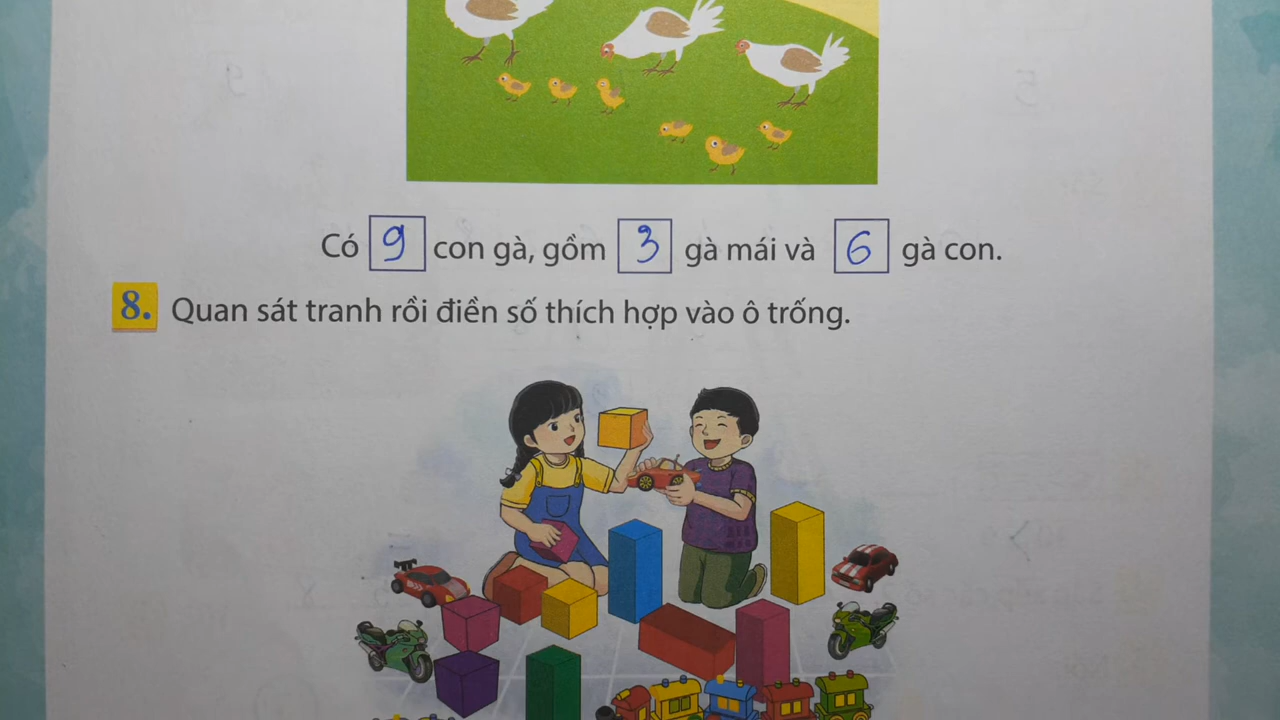 Có 9 con gà, gồm 3 gà mái và 6 gà con.
8. Quan sát tranh rồi điền số thích hợp vào ô trống.